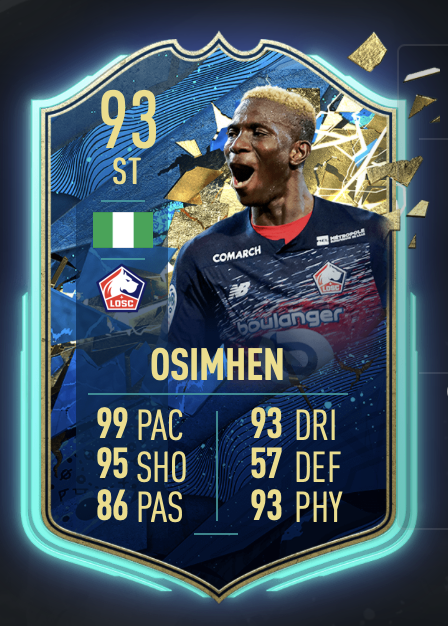 93
ST
LOSC
COMARCH
MÉTROPOLE
NB
LOSC
boulanger
OSIMHEN
99 PAC
93 DRI
95 SHO
57 DEF
86 PAS
93 PHY